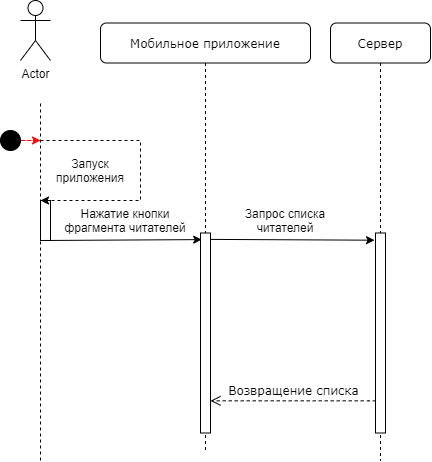 Actor
Мобильное приложение
Сервер
Запуск
приложения
Нажатие кнопки
фрагмента читателей
Запрос списка
читателей
Возвращение списка